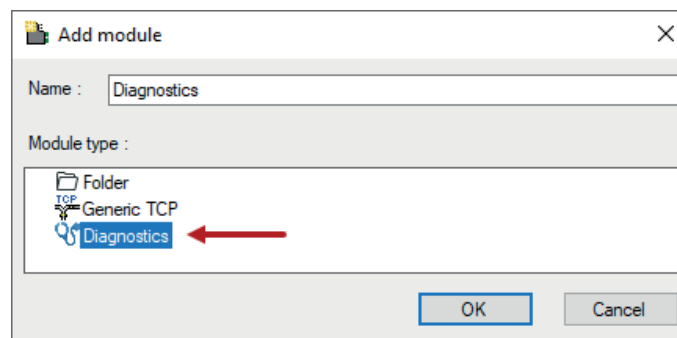 Add module
Name : Diagnostics
Module type :
Folder
TCP
Generic TCP
Diagnostics
OK Cancel